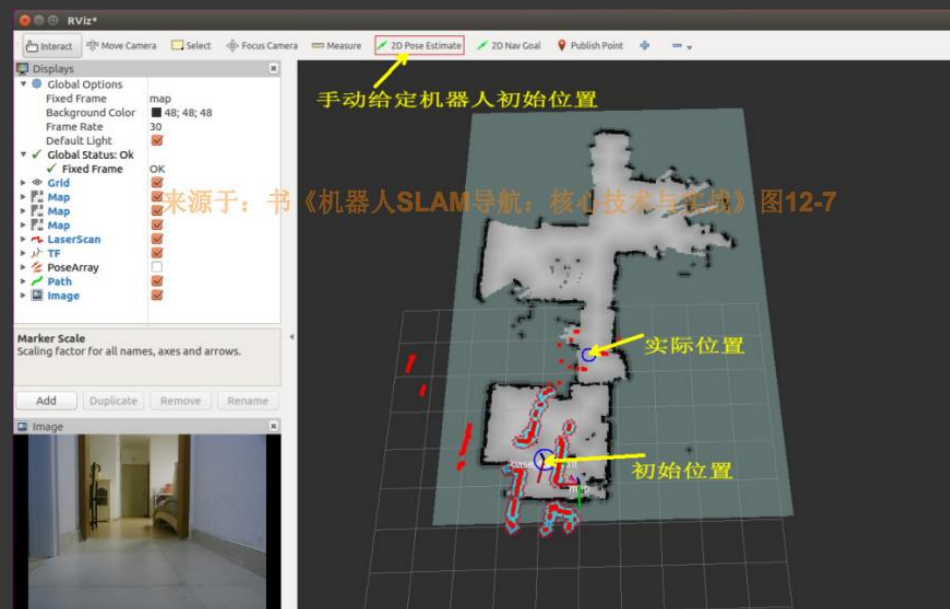 RViz*
Interact Move Camera Select Focus Camera Measure 2D Pose Estimate 2D Nav Goal Publish Point
Displays
Global Options
Fixed Frame map
Background Color 48; 48; 48
Frame Rate 30
Default Light
Global Status: Ok
Fixed Frame OK
Grid
Map
Map
Map
LaserScan
TF
PoseArray
Path
Image
Marker Scale
Scaling factor for all names, axes and arrows.
Add Duplicate Remove Rename
Image
手动给定机器人初始位置
来源于：书《机器人SLAM导航：核心技术与实战》图12-7
实际位置
初始位置
map